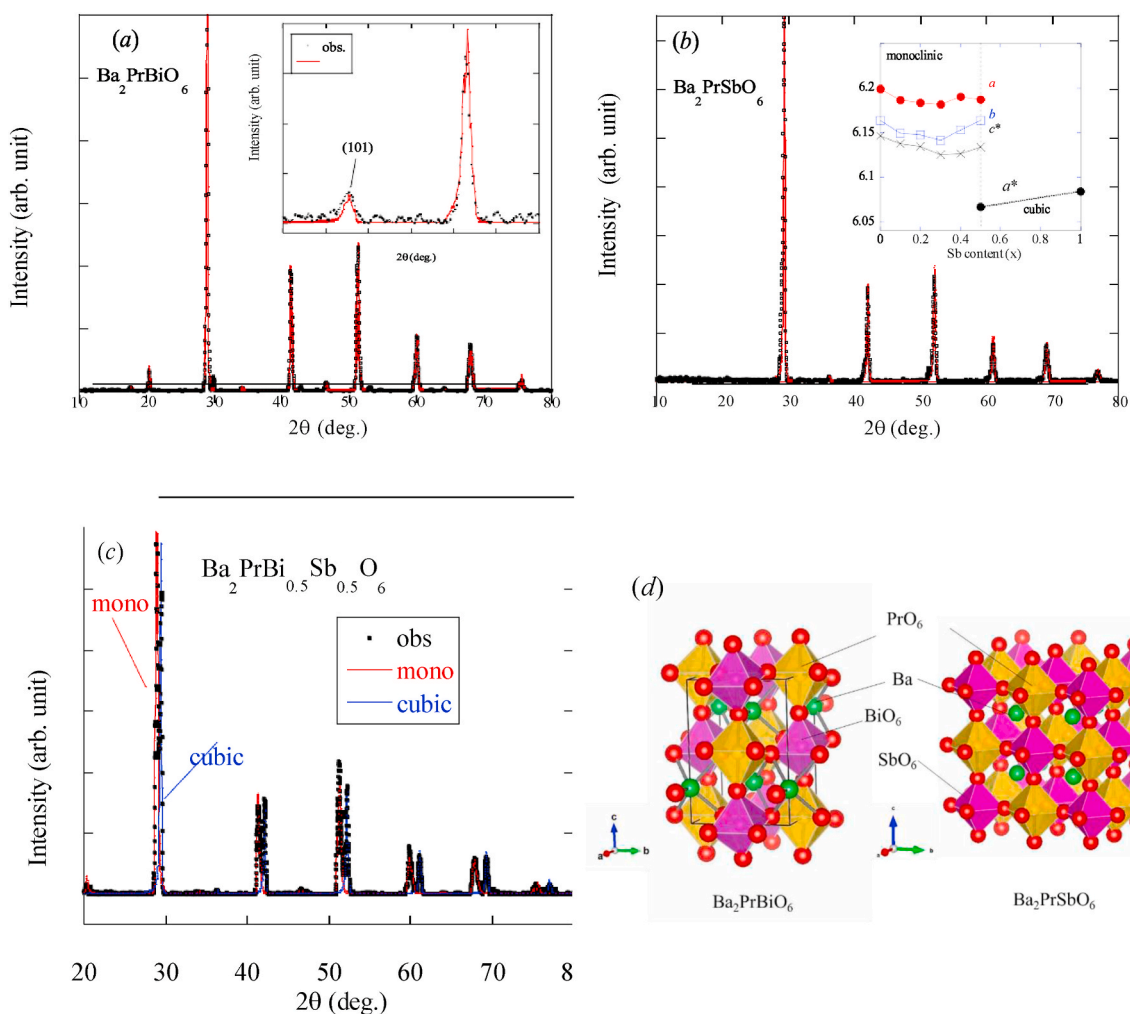 (a)
Ba2PrBiO6
Intensity (arb. unit)
obs.
Intensity (arb. unit)
(101)
2θ(deg.)
10 20 30 40 50 60 70 80
2θ (deg.)
(b)
Ba2PrSbO6
Intensity (arb. unit)
monoclinic
6.2
6.15
6.1
6.05
a
b
c*
a*
cubic
0 0.2 0.4 0.6 0.8 1
Sb content (x)
10 20 30 40 50 60 70 80
2θ (deg.)
(c)
Ba2PrBi0.5Sb0.5O6
Intensity (arb. unit)
mono
cubic
obs
mono
cubic
20 30 40 50 60 70 8
2θ (deg.)
(d)
PrO6
Ba
BiO6
SbO6
c
a b
c
a b
Ba2PrBiO6
Ba2PrSbO6